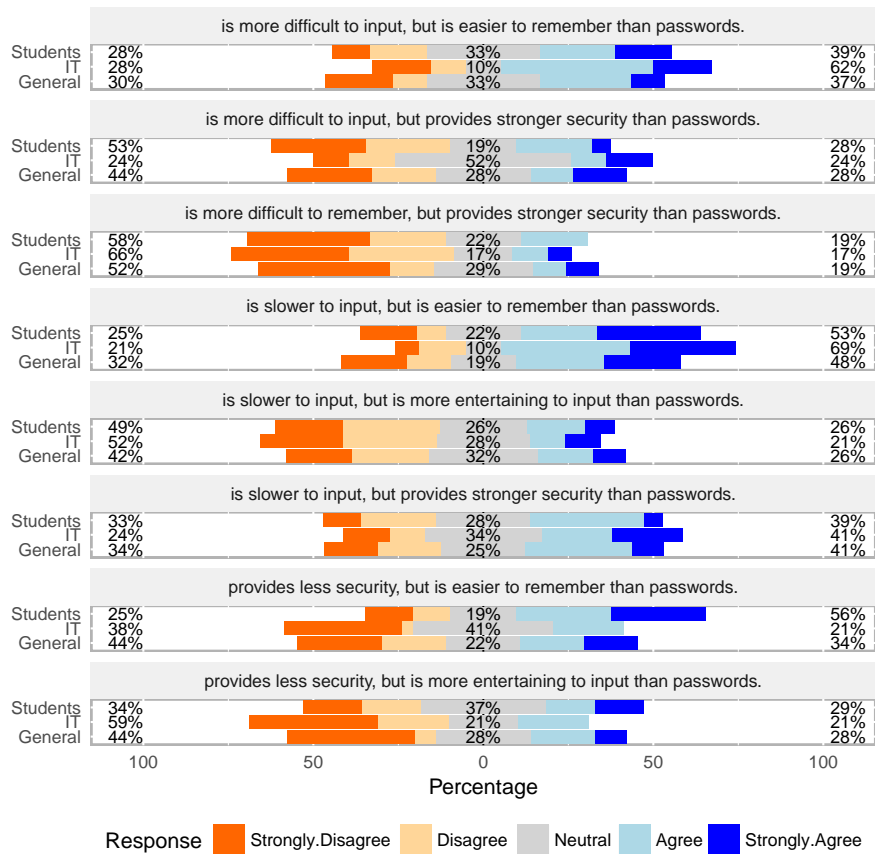 is more difficult to input, but is easier to remember than passwords.
Students 28% 33% 39%
IT 28% 10% 62%
General 30% 33% 37%
is more difficult to input, but provides stronger security than passwords.
Students 53% 19% 28%
IT 24% 52% 24%
General 44% 28% 28%
is more difficult to remember, but provides stronger security than passwords.
Students 58% 22% 19%
IT 66% 17% 17%
General 52% 29% 19%
is slower to input, but is easier to remember than passwords.
Students 25% 22% 53%
IT 21% 10% 69%
General 32% 19% 48%
is slower to input, but is more entertaining to input than passwords.
Students 49% 26% 26%
IT 52% 28% 21%
General 42% 32% 26%
is slower to input, but provides stronger security than passwords.
Students 33% 28% 39%
IT 24% 34% 41%
General 34% 25% 41%
provides less security, but is easier to remember than passwords.
Students 25% 19% 56%
IT 38% 41% 21%
General 44% 22% 34%
provides less security, but is more entertaining to input than passwords.
Students 34% 37% 29%
IT 59% 21% 21%
General 44% 28% 28%
100 50 0 50 100
Percentage
Response Strongly.Disagree Disagree Neutral Agree Strongly.Agree